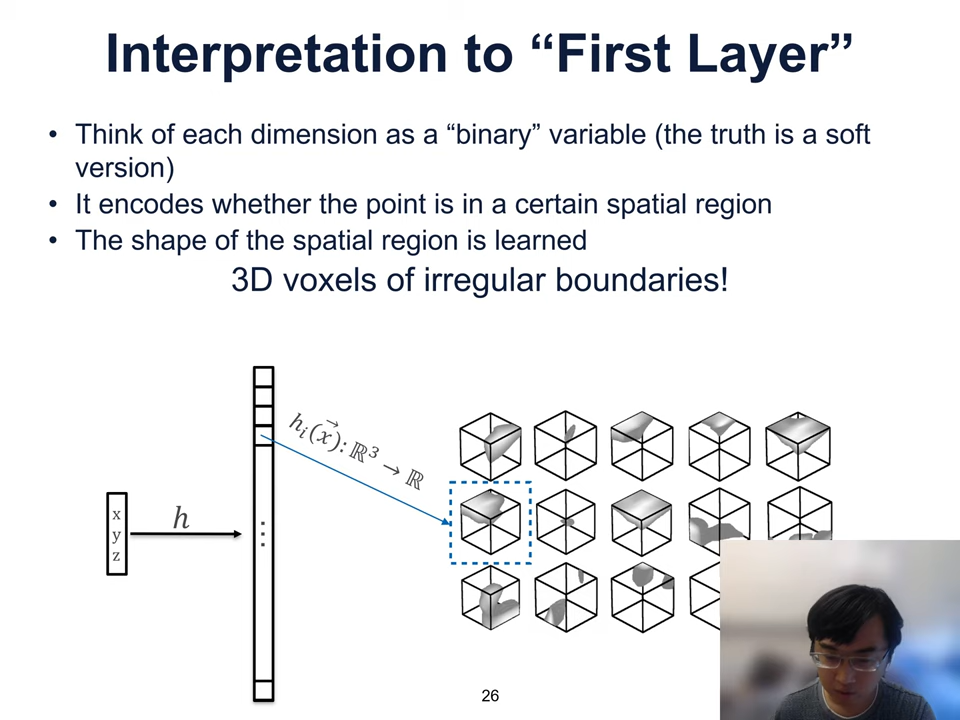 Interpretation to “First Layer”
• Think of each dimension as a “binary” variable (the truth is a soft
version)
• It encodes whether the point is in a certain spatial region
• The shape of the spatial region is learned
3D voxels of irregular boundaries!
h_i(x⃗): ℝ³ → ℝ
x
y
z
h
⋮
26